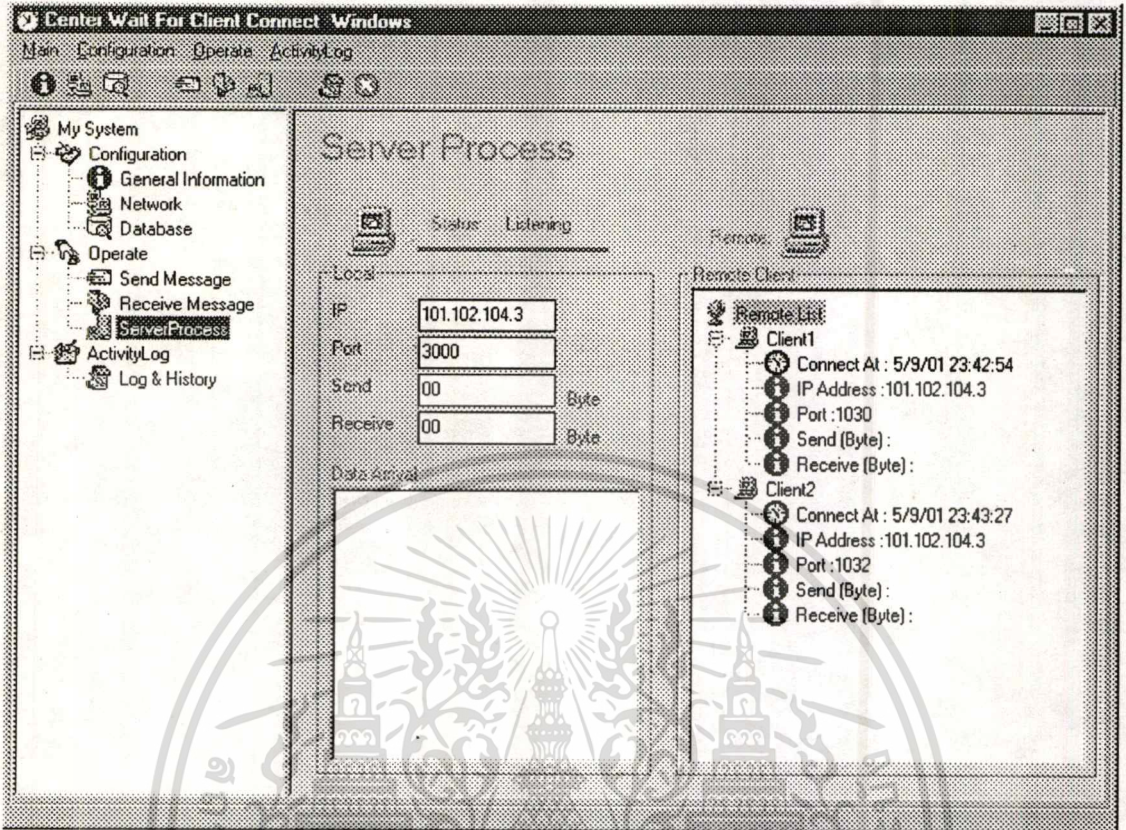 Center Wait For Client Connect Windows
Main Configuration Operate ActivityLog
My System
Configuration
General Information
Network
Database
Operate
Send Message
Receive Message
ServerProcess
ActivityLog
Log & History
Server Process
Status: Listening
Local
IP 101.102.104.3
Port 3000
Send 00 Byte
Receive 00 Byte
Data Arrival
Remote:
Remote Client
Remote List
Client1
Connect At : 5/9/01 23:42:54
IP Address :101.102.104.3
Port :1030
Send (Byte) :
Receive (Byte) :
Client2
Connect At : 5/9/01 23:43:27
IP Address :101.102.104.3
Port :1032
Send (Byte) :
Receive (Byte) :